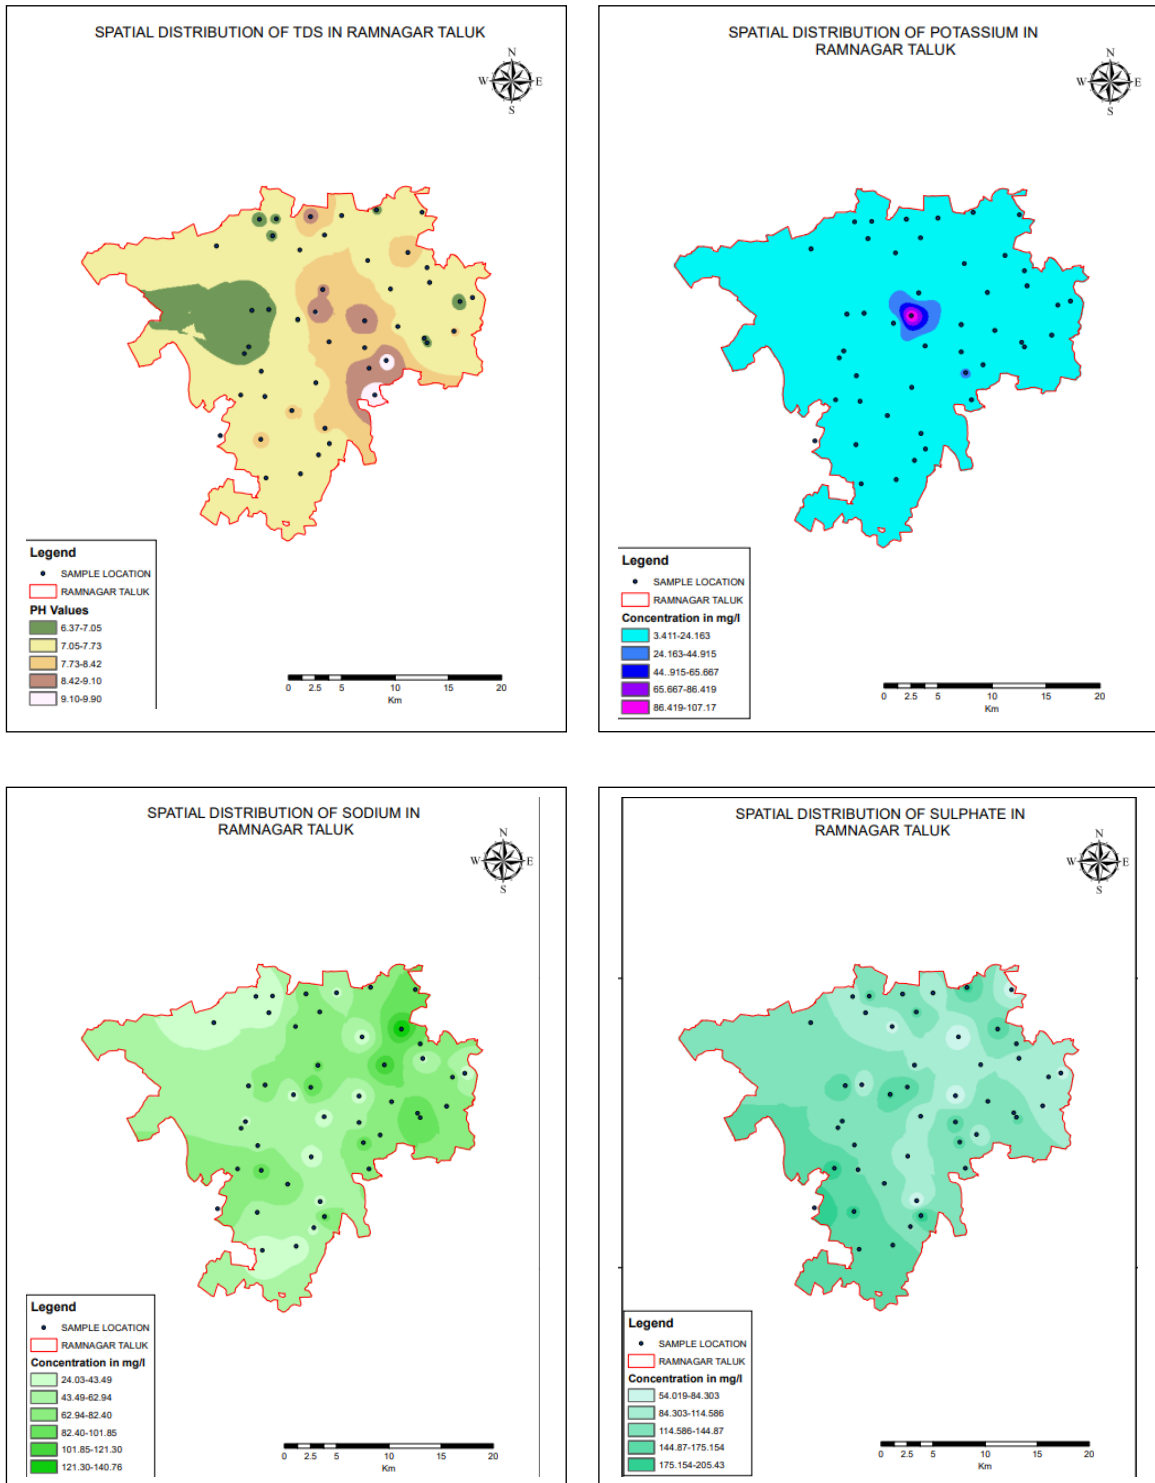 SPATIAL DISTRIBUTION OF TDS IN RAMNAGAR TALUK
N
W E
S
Legend
SAMPLE LOCATION
RAMNAGAR TALUK
PH Values
6.37-7.05
7.05-7.73
7.73-8.42
8.42-9.10
9.10-9.90
0 2.5 5 10 15 20
Km
SPATIAL DISTRIBUTION OF POTASSIUM IN
RAMNAGAR TALUK
N
W E
S
Legend
SAMPLE LOCATION
RAMNAGAR TALUK
Concentration in mg/l
3.411-24.163
24.163-44.915
44..915-65.667
65.667-86.419
86.419-107.17
0 2.5 5 10 15 20
Km
SPATIAL DISTRIBUTION OF SODIUM IN
RAMNAGAR TALUK
N
W E
S
Legend
SAMPLE LOCATION
RAMNAGAR TALUK
Concentration in mg/l
24.03-43.49
43.49-62.94
62.94-82.40
82.40-101.85
101.85-121.30
121.30-140.76
0 2.5 5 10 15 20
Km
SPATIAL DISTRIBUTION OF SULPHATE IN
RAMNAGAR TALUK
N
W E
S
Legend
SAMPLE LOCATION
RAMNAGAR TALUK
Concentration in mg/l
54.019-84.303
84.303-114.586
114.586-144.87
144.87-175.154
175.154-205.43
0 2.5 5 10 15 20
Km